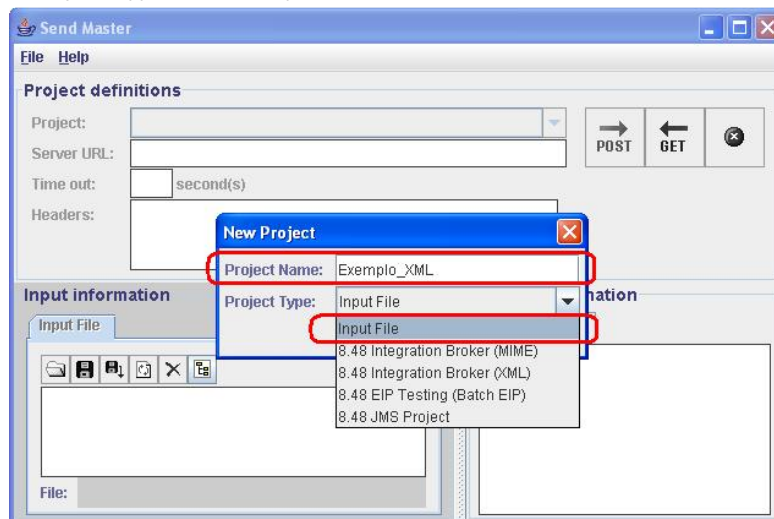 Send Master
File Help
Project definitions
Project:
Server URL:
POST
GET
Time out:
second(s)
Headers:
New Project
Project Name:
Exemplo_XML
Project Type:
Input File
Input File
8.48 Integration Broker (MIME)
8.48 Integration Broker (XML)
8.48 EIP Testing (Batch EIP)
8.48 JMS Project
Input information
Input File
File: